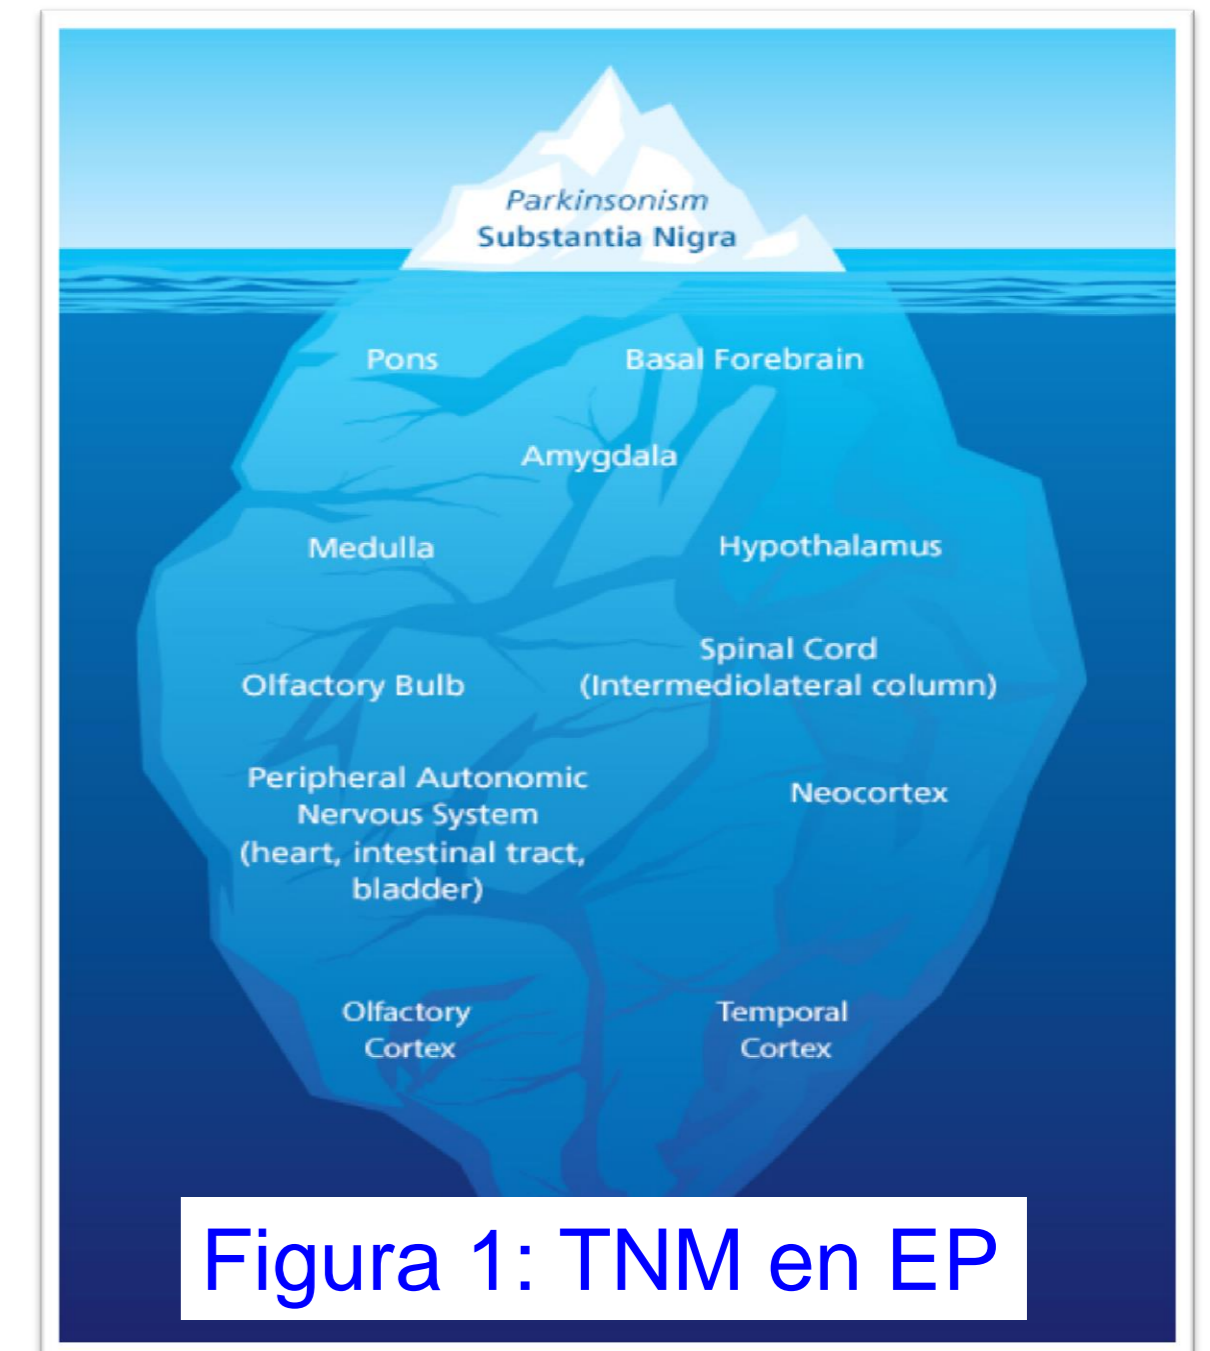 Parkinsonism
Substantia Nigra
Pons
Basal Forebrain
Amygdala
Medulla
Hypothalamus
Olfactory Bulb
Spinal Cord
(Intermediolateral column)
Peripheral Autonomic
Nervous System
(heart, intestinal tract,
bladder)
Neocortex
Olfactory
Cortex
Temporal
Cortex
Figura 1: TNM en EP